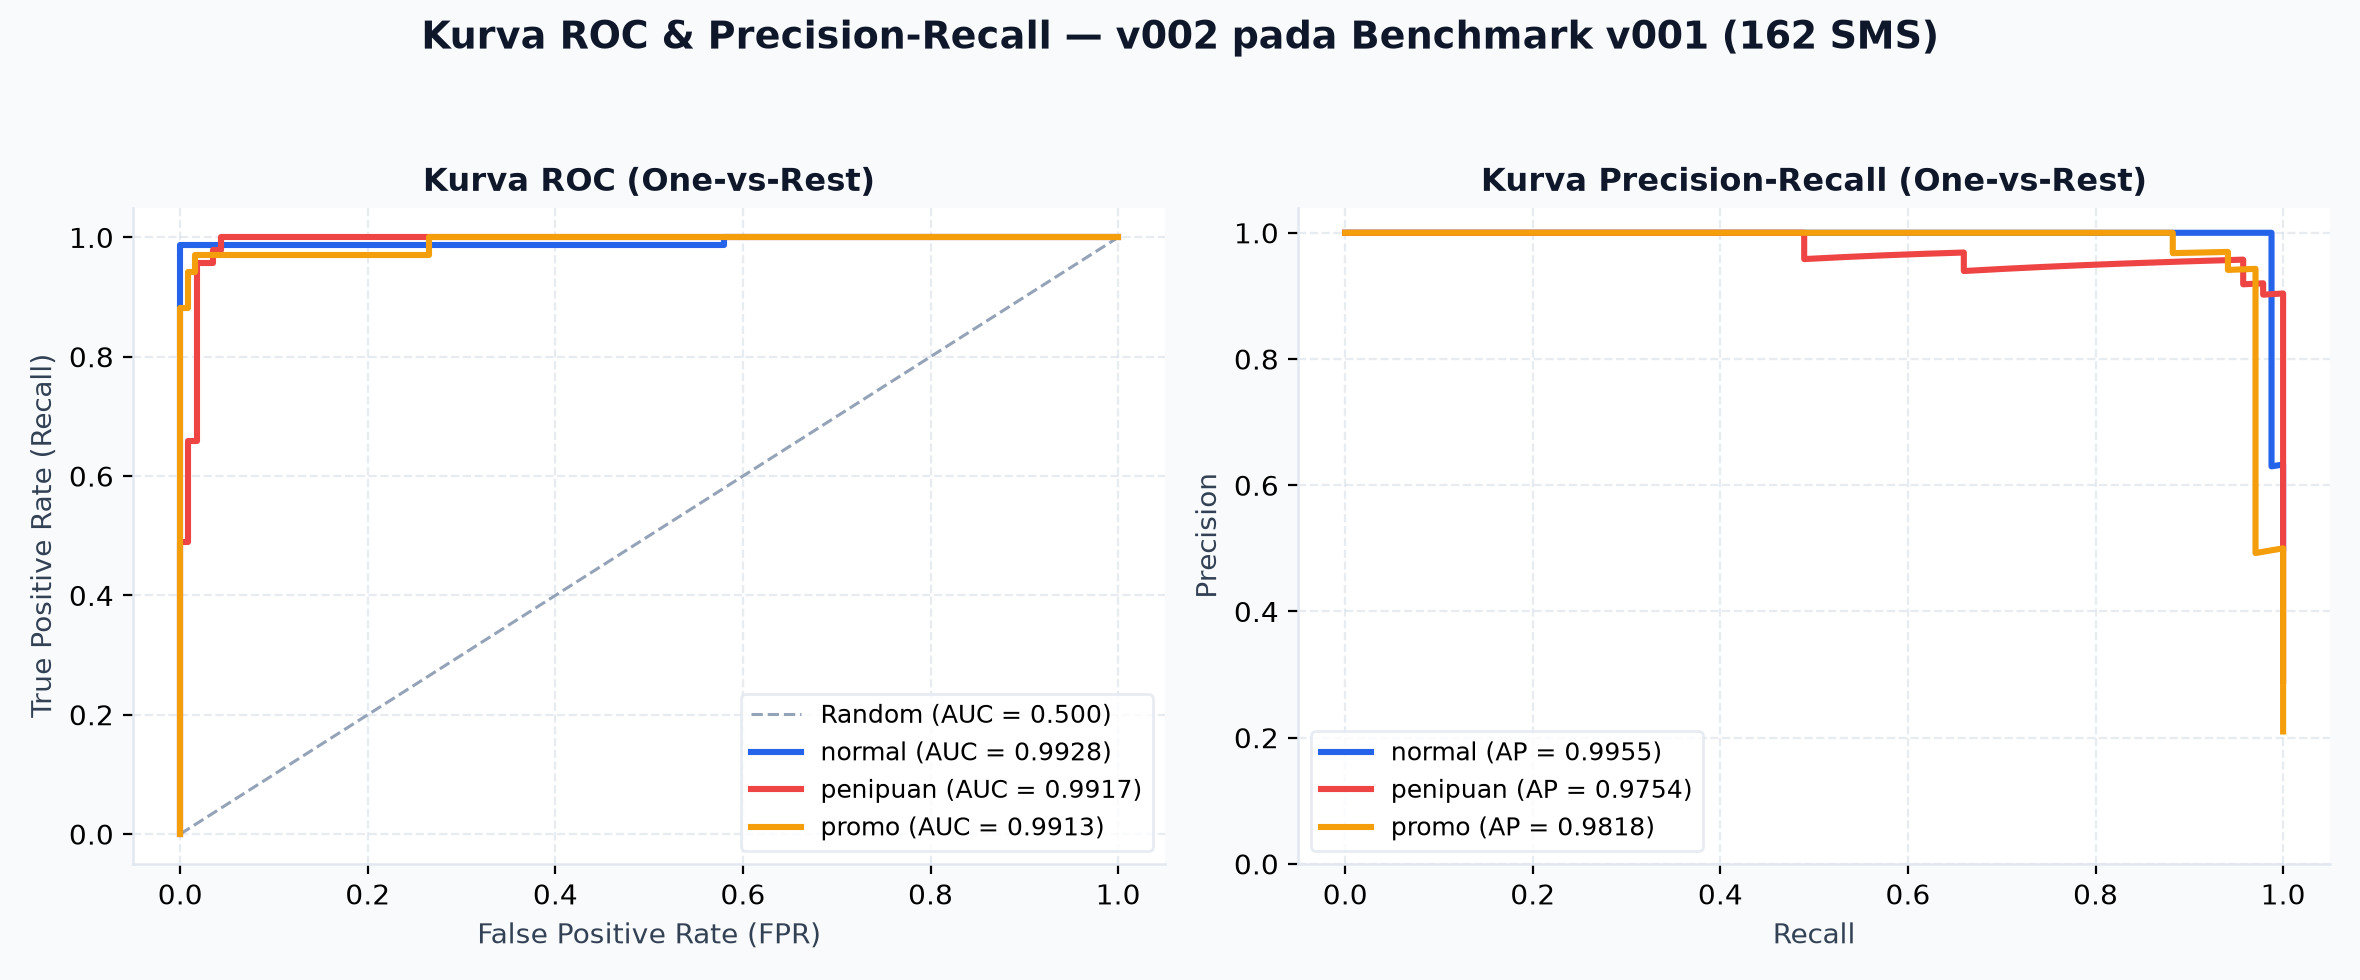 Kurva ROC & Precision-Recall — v002 pada Benchmark v001 (162 SMS)
Kurva ROC (One-vs-Rest)
True Positive Rate (Recall)
1.0
0.8
0.6
0.4
0.2
0.0
0.0 0.2 0.4 0.6 0.8 1.0
False Positive Rate (FPR)
Random (AUC = 0.500)
normal (AUC = 0.9928)
penipuan (AUC = 0.9917)
promo (AUC = 0.9913)
Kurva Precision-Recall (One-vs-Rest)
Precision
1.0
0.8
0.6
0.4
0.2
0.0
0.0 0.2 0.4 0.6 0.8 1.0
Recall
normal (AP = 0.9955)
penipuan (AP = 0.9754)
promo (AP = 0.9818)